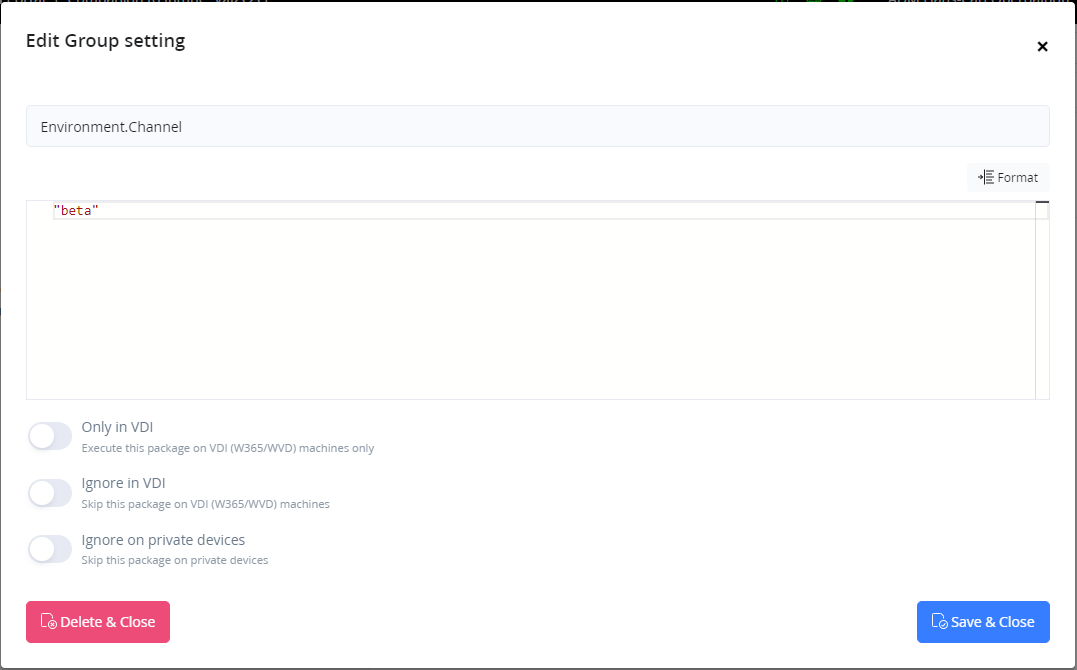 Edit Group setting
Environment.Channel
Format
"beta"
Only in VDI
Execute this package on VDI (W365/WVD) machines only
Ignore in VDI
Skip this package on VDI (W365/WVD) machines
Ignore on private devices
Skip this package on private devices
Delete & Close
Save & Close